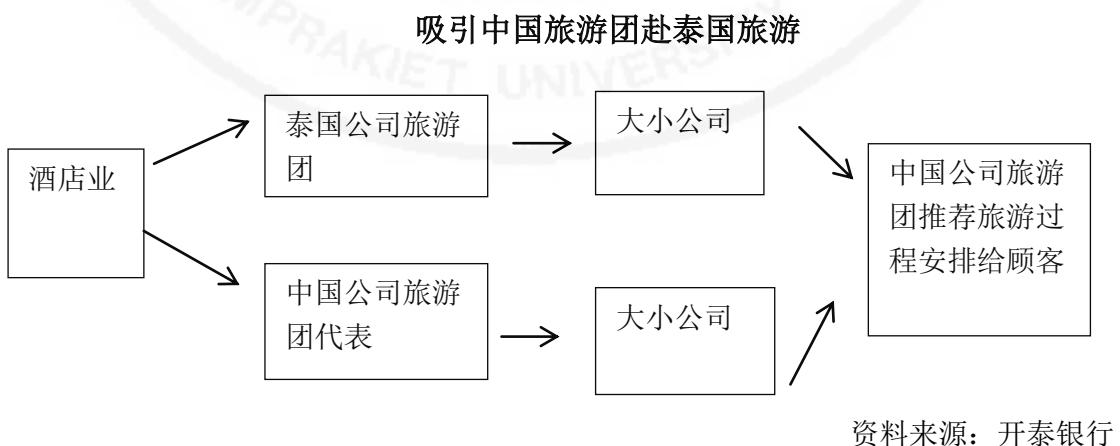 吸引中国旅游团赴泰国旅游
MPRAKIET UNIVERSITY
泰国公司旅游
团
大小公司
酒店业
中国公司旅游
团推荐旅游过
程安排给顾客
中国公司旅游
团代表
大小公司
资料来源：开泰银行